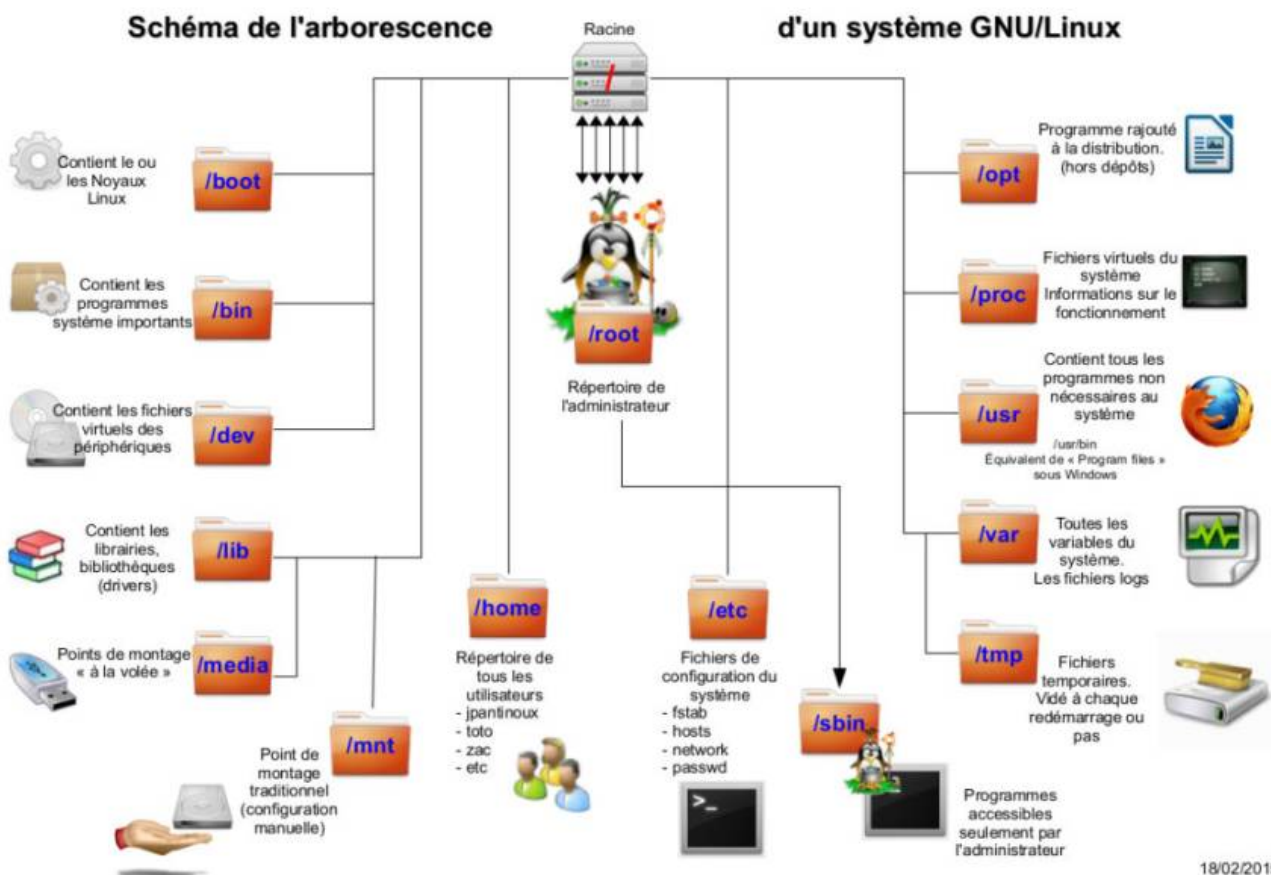 Schéma de l'arborescence
d'un système GNU/Linux
Racine
Contient le ou
les Noyaux
Linux
/boot
Contient les
programmes
système importants
/bin
Contient les fichiers
virtuels des
périphériques
/dev
Contient les
librairies,
bibliothèques
(drivers)
/lib
Points de montage
« à la volée »
/media
/mnt
Point de
montage
traditionnel
(configuration
manuelle)
/home
Répertoire de
tous les
utilisateurs
- jpantinoux
- toto
- zac
- etc
/root
Répertoire de
l'administrateur
/etc
Fichiers de
configuration du
système
- fstab
- hosts
- network
- passwd
>_
/sbin
Programmes
accessibles
seulement par
l'administrateur
/opt
Programme rajouté
à la distribution.
(hors dépôts)
/proc
Fichiers virtuels du
système
Informations sur le
fonctionnement
/usr
Contient tous les
programmes non
nécessaires au
système
/usr/bin
Équivalent de « Program files »
sous Windows
/var
Toutes les
variables du
système.
Les fichiers logs
/tmp
Fichiers
temporaires.
Vidé à chaque
redémarrage ou
pas
18/02/201